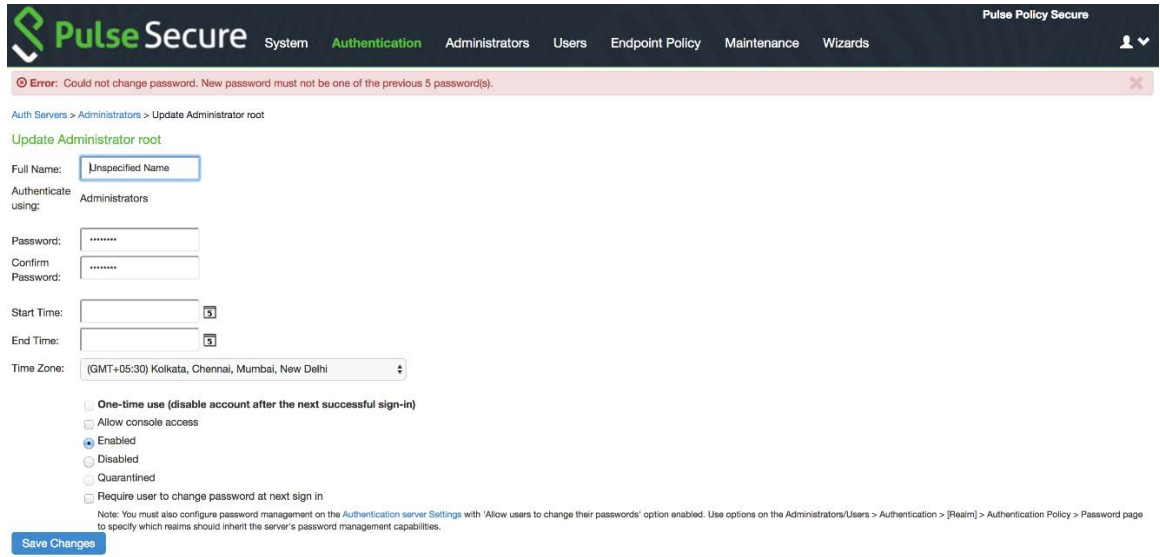 Pulse Policy Secure
Pulse Secure System Authentication Administrators Users Endpoint Policy Maintenance Wizards
Error: Could not change password. New password must not be one of the previous 5 password(s).
Auth Servers > Administrators > Update Administrator root
Update Administrator root
Full Name: Unspecified Name
Authenticate
using: Administrators
Password: ••••••••
Confirm
Password: ••••••••
Start Time: 5
End Time: 5
Time Zone: (GMT+05:30) Kolkata, Chennai, Mumbai, New Delhi
One-time use (disable account after the next successful sign-in)
Allow console access
Enabled
Disabled
Quarantined
Require user to change password at next sign in
Note: You must also configure password management on the Authentication server Settings with 'Allow users to change their passwords' option enabled. Use options on the Administrators/Users > Authentication > [Realm] > Authentication Policy > Password page
to specify which realms should inherit the server's password management capabilities.
Save Changes